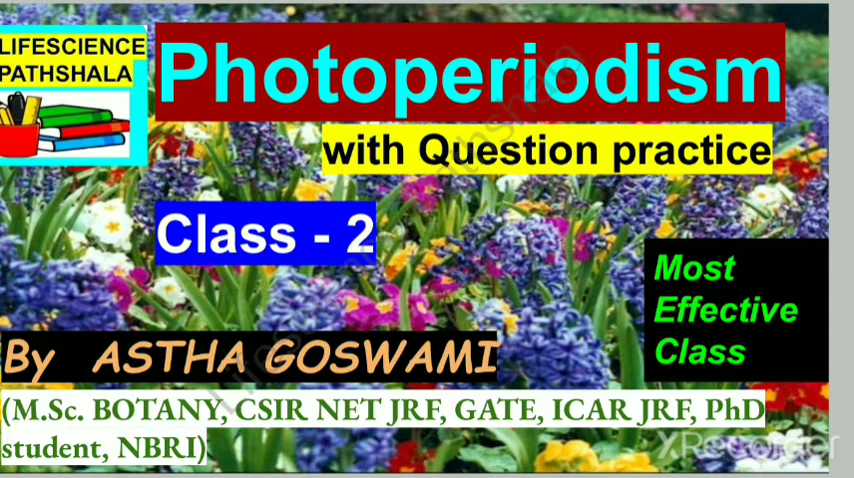 LIFESCIENCE
PATHSHALA
Photoperiodism
with Question practice
Class - 2
Most
Effective
Class
By ASTHA GOSWAMI
(M.Sc. BOTANY, CSIR NET JRF, GATE, ICAR JRF, PhD
student, NBRI)
XRecorder